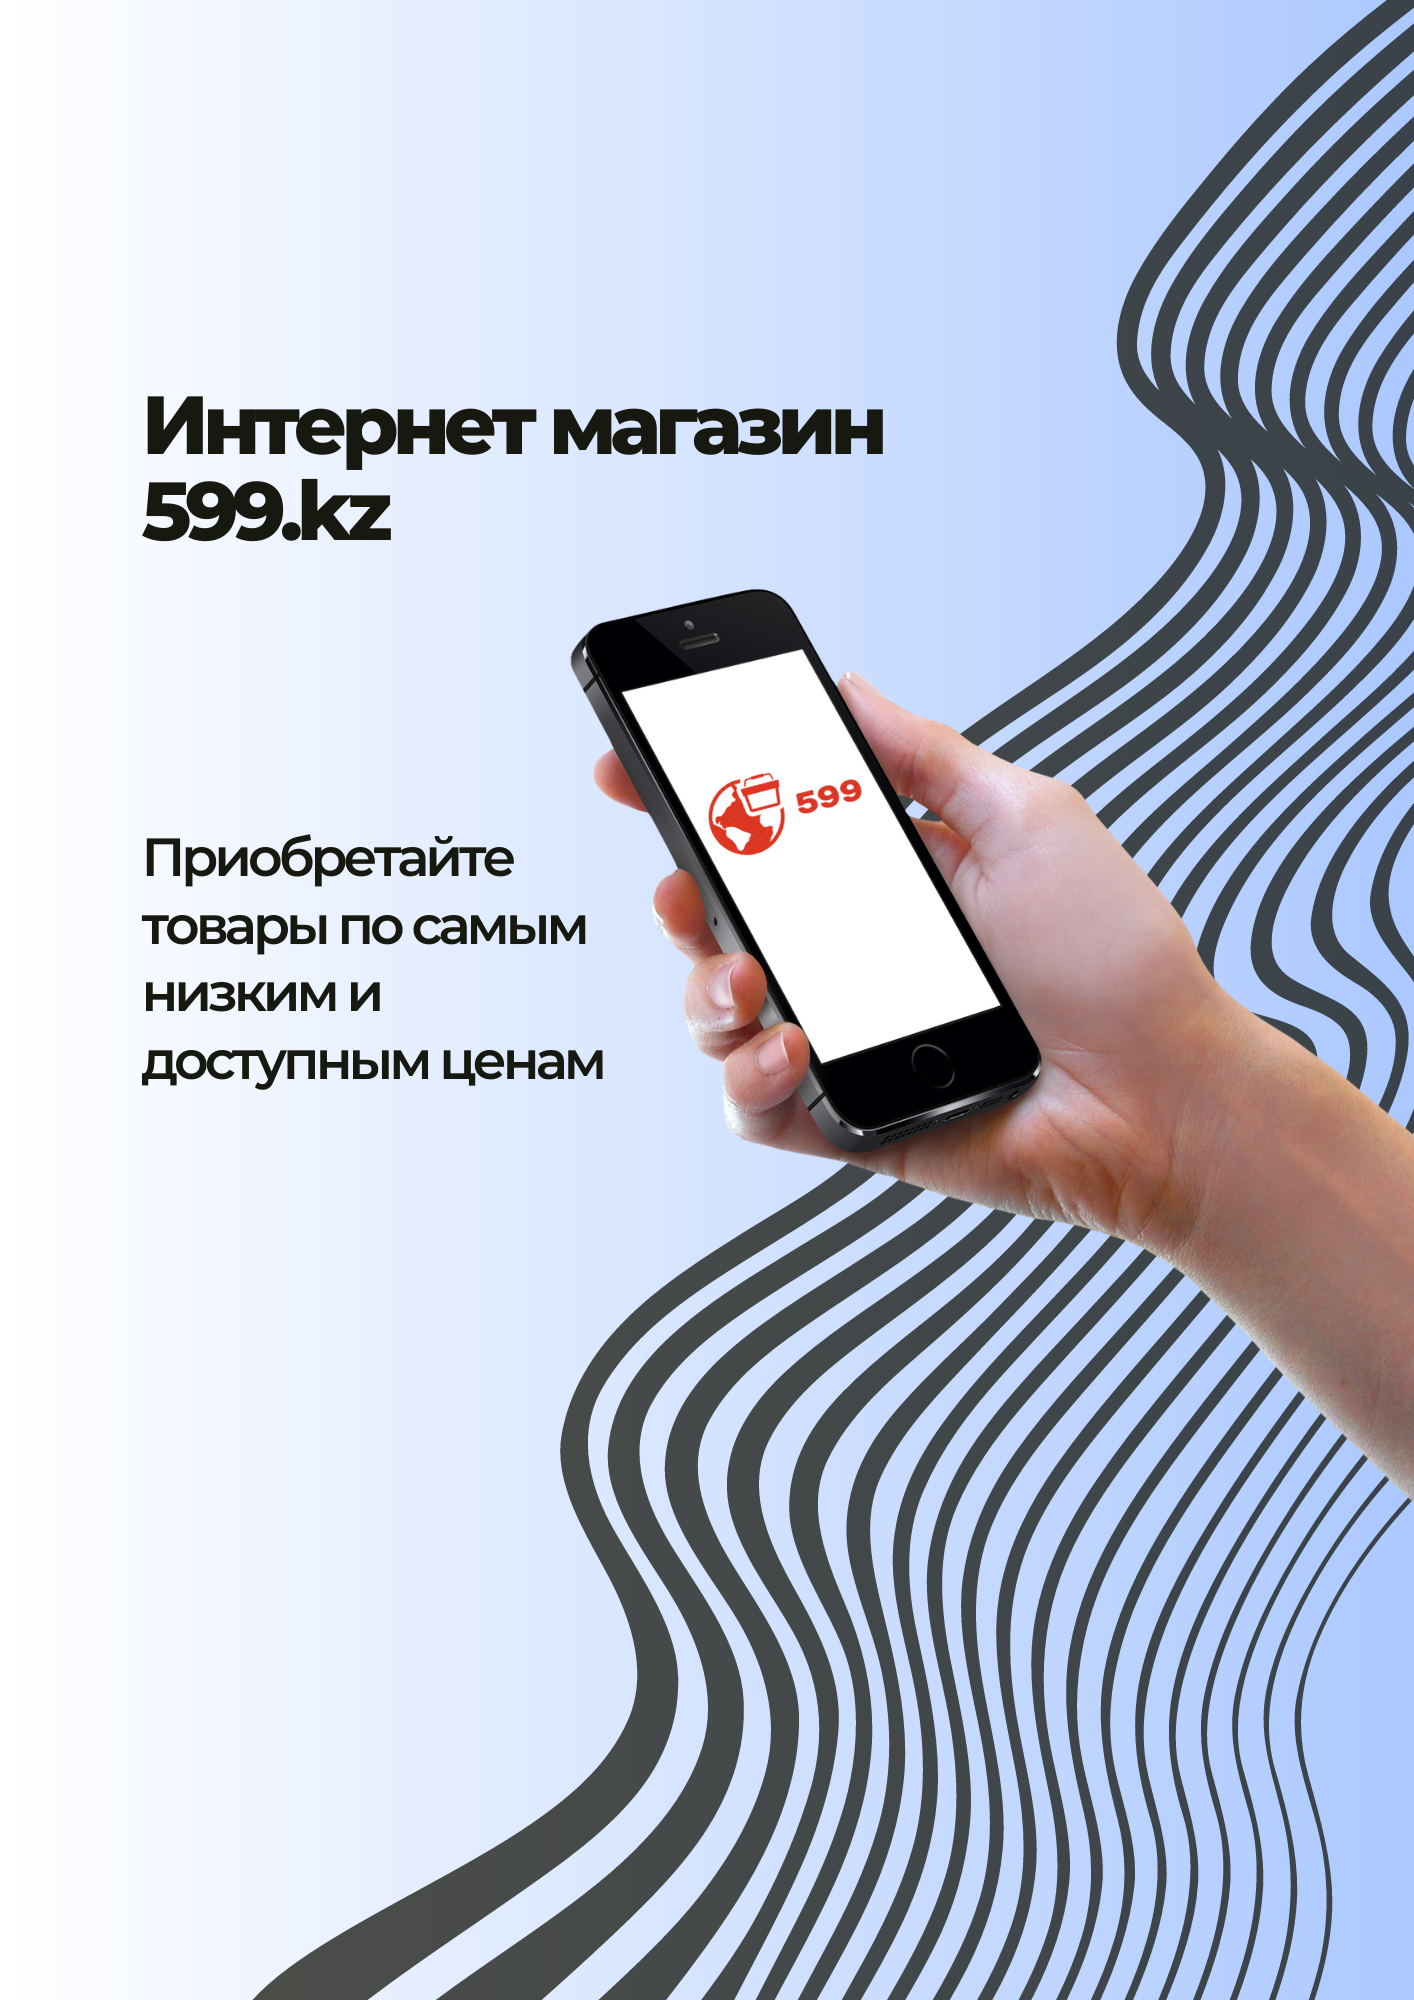 Интернет магазин
599.kz
599
Приобретайте
товары по самым
низким и
доступным ценам